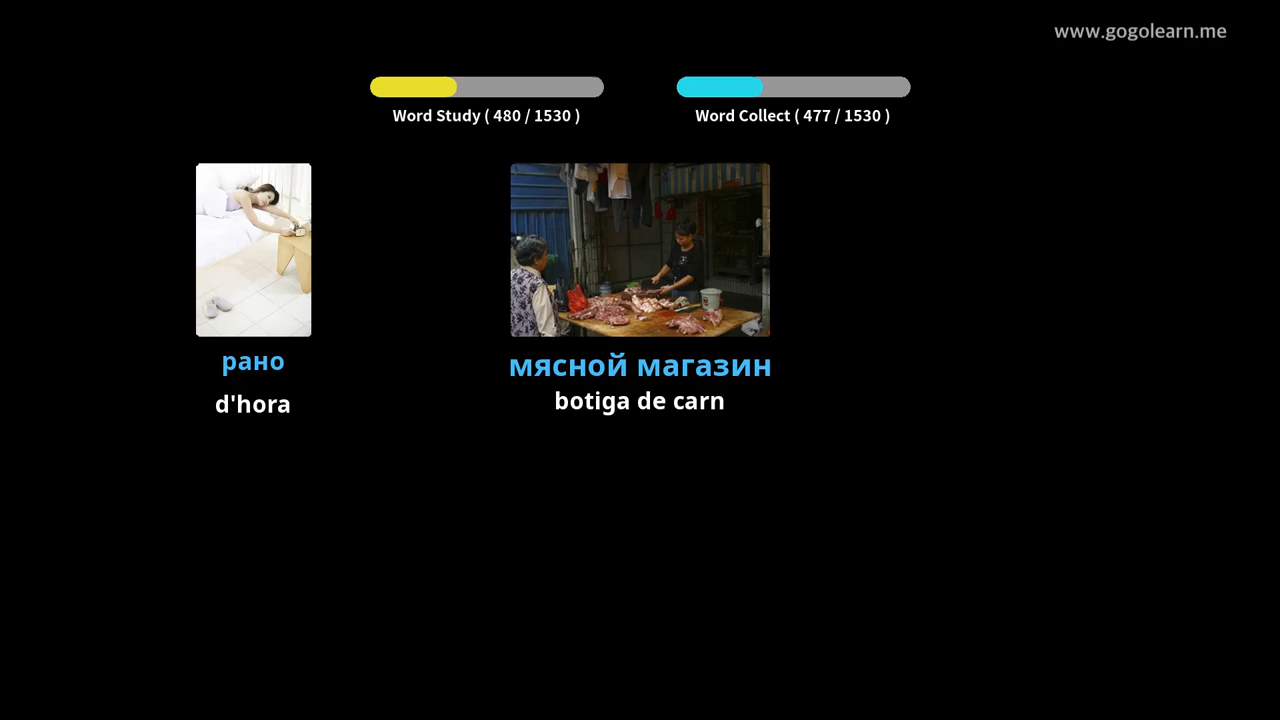 www.gogolearn.me
Word Study ( 480 / 1530 )
Word Collect ( 477 / 1530 )
рано
d'hora
мясной магазин
botiga de carn